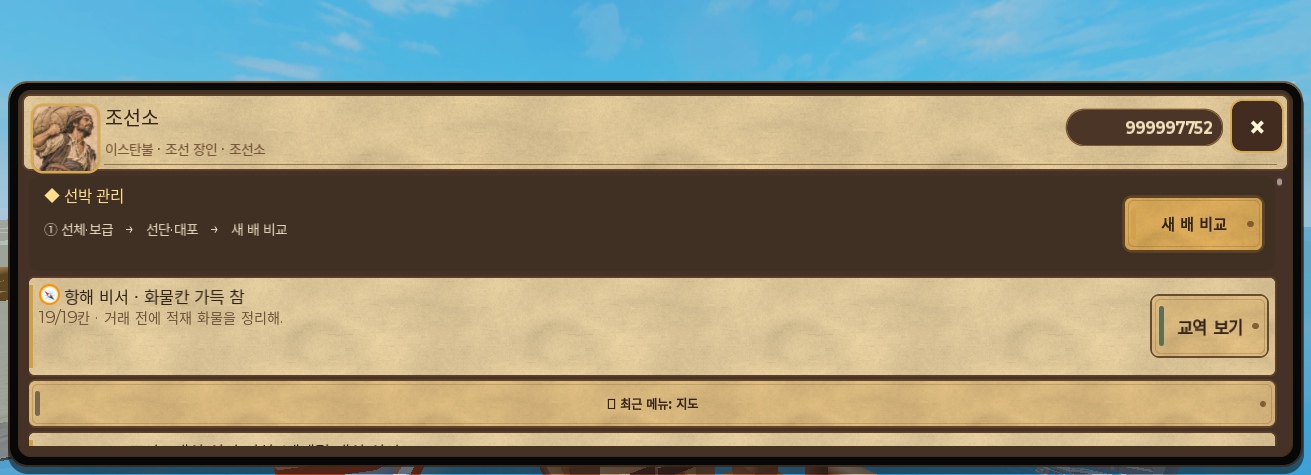 조선소
이스탄불 · 조선 장인 · 조선소
999997752
×
◆ 선박 관리
① 선체·보급 → 선단·대포 → 새 배 비교
새 배 비교
항해 비서 · 화물칸 가득 참
19/19칸 · 거래 전에 적재 화물을 정리해.
교역 보기
최근 메뉴: 지도